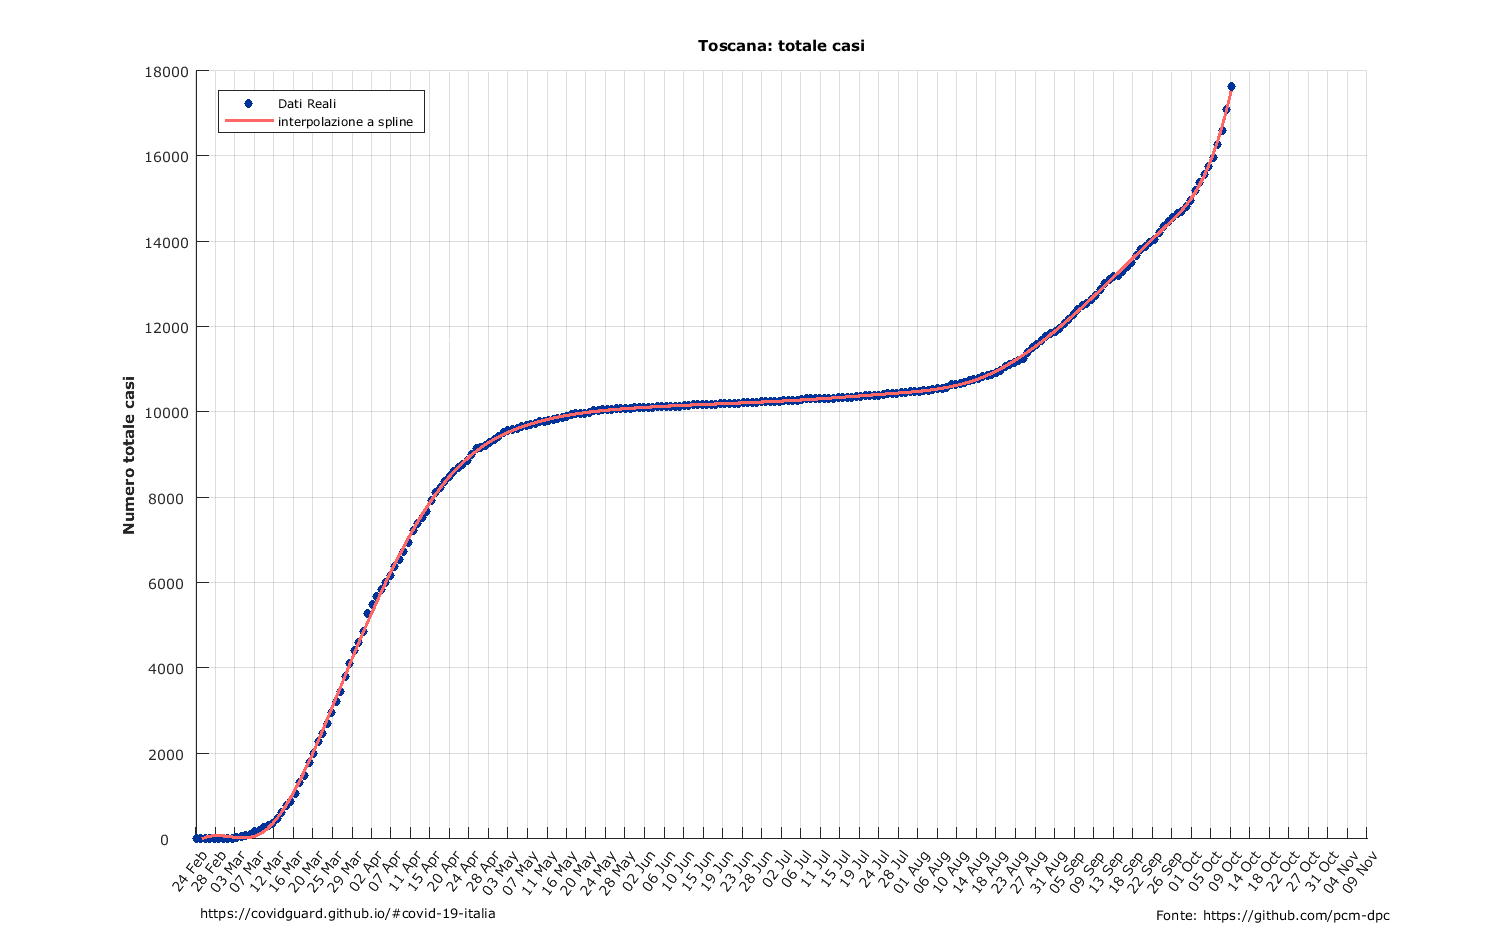 Toscana: totale casi
18000
16000
14000
12000
10000
8000
6000
4000
2000
0
Numero totale casi
Dati Reali
interpolazione a spline
24 Feb
28 Feb
03 Mar
07 Mar
12 Mar
16 Mar
20 Mar
25 Mar
29 Mar
02 Apr
07 Apr
11 Apr
15 Apr
20 Apr
24 Apr
28 Apr
03 May
07 May
11 May
16 May
20 May
24 May
28 May
02 Jun
06 Jun
10 Jun
15 Jun
19 Jun
23 Jun
28 Jun
02 Jul
06 Jul
11 Jul
15 Jul
19 Jul
24 Jul
28 Jul
01 Aug
06 Aug
10 Aug
14 Aug
18 Aug
23 Aug
27 Aug
31 Aug
05 Sep
09 Sep
13 Sep
18 Sep
22 Sep
26 Sep
01 Oct
05 Oct
09 Oct
14 Oct
18 Oct
22 Oct
27 Oct
31 Oct
04 Nov
09 Nov
https://covidguard.github.io/#covid-19-italia
Fonte: https://github.com/pcm-dpc